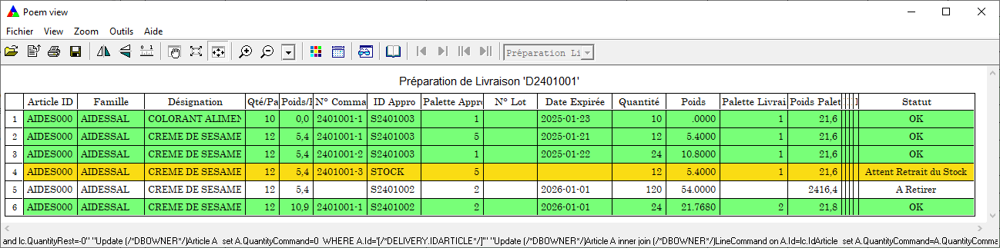 Poem view
Fichier View Zoom Outils Aide
Préparation Li
Préparation de Livraison 'D2401001'
Article ID Famille Désignation Qté/Pa Poids/ N° Comma ID Appro Palette Appro N° Lot Date Expirée Quantité Poids Palette Livrai Poids Palet Statut
1 AIDES000 AIDESSAL COLORANT ALIMEN 10 0,0 2401001-1 S2401003 1 2025-01-23 10 .0000 1 21,6 OK
2 AIDES000 AIDESSAL CREME DE SESAME 12 5,4 2401001-1 S2401003 5 2025-01-21 12 5.4000 1 21,6 OK
3 AIDES000 AIDESSAL CREME DE SESAME 12 5,4 2401001-2 S2401003 1 2025-01-22 24 10.8000 1 21,6 OK
4 AIDES000 AIDESSAL CREME DE SESAME 12 5,4 2401001-3 STOCK 5 12 5.4000 1 21,6 Attent Retrait du Stock
5 AIDES000 AIDESSAL CREME DE SESAME 12 5,4 S2401002 2 2026-01-01 120 54.0000 2416,4 A Retirer
6 AIDES000 AIDESSAL CREME DE SESAME 12 10,9 2401001-1 S2401002 2 2026-01-01 24 21.7680 2 21,8 OK
and lc.QuantityRest=-0" "Update (/*DBOWNER*/)Article A set A.QuantityCommand=0 WHERE A.Id='[/*DELIVERY.IDARTICLE*/]'" "Update (/*DBOWNER*/)Article A inner join (/*DBOWNER*/)LineCommand on A.Id=lc.IdArticle set A.QuantityCommand=A.QuantityComma